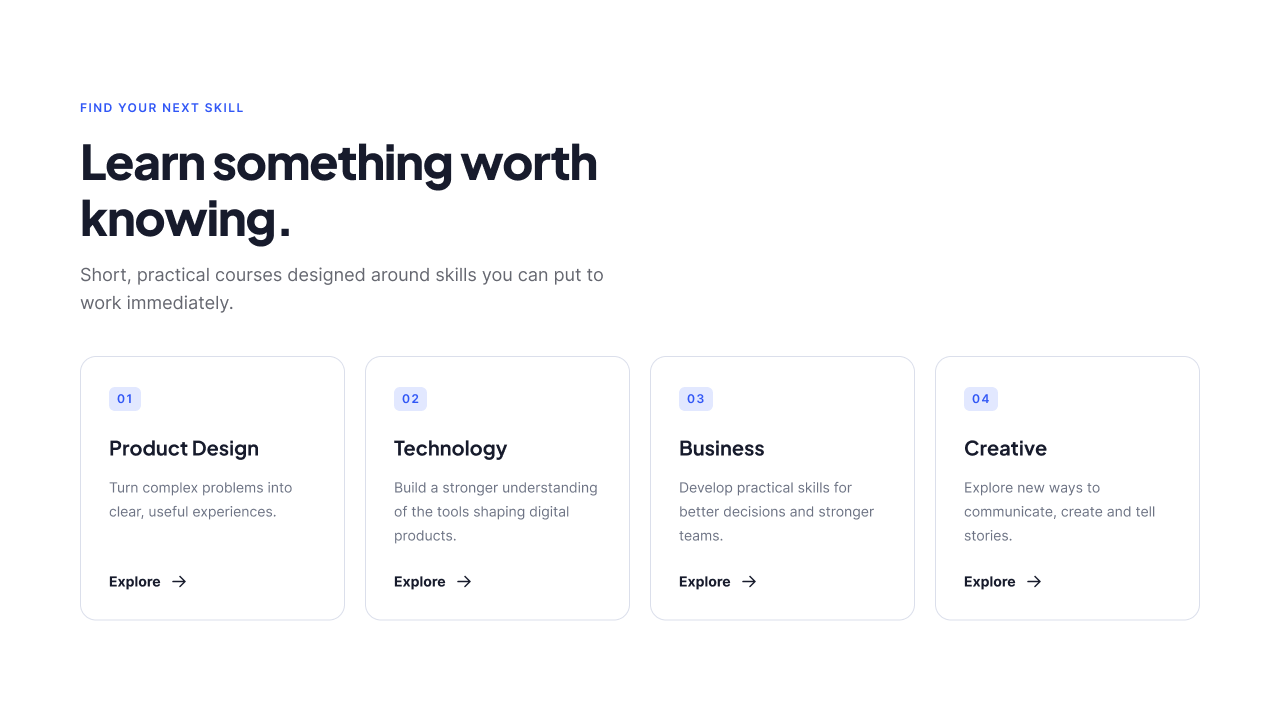 FIND YOUR NEXT SKILL
Learn something worth
knowing.
Short, practical courses designed around skills you can put to
work immediately.
01
Product Design
Turn complex problems into
clear, useful experiences.
Explore
02
Technology
Build a stronger understanding
of the tools shaping digital
products.
Explore
03
Business
Develop practical skills for
better decisions and stronger
teams.
Explore
04
Creative
Explore new ways to
communicate, create and tell
stories.
Explore